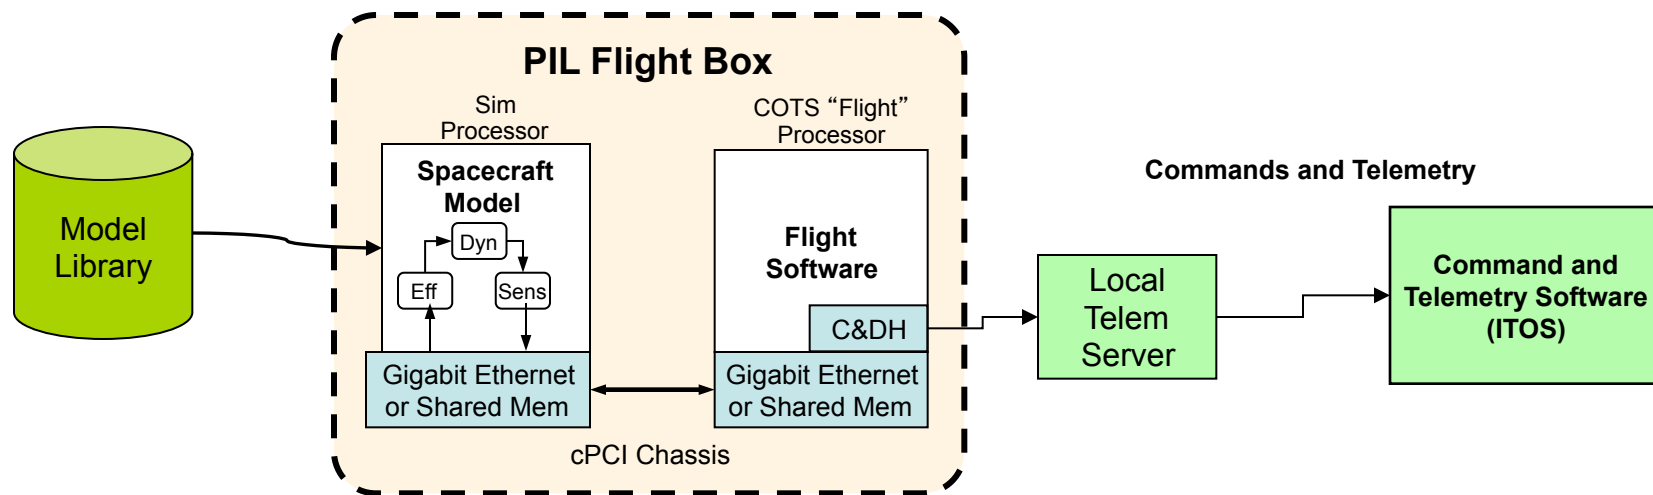 PIL Flight Box
Sim
Processor
COTS “Flight”
Processor
Model
Library
Spacecraft
Model
Dyn
Eff
Sens
Gigabit Ethernet
or Shared Mem
Flight
Software
C&DH
Gigabit Ethernet
or Shared Mem
cPCI Chassis
Commands and Telemetry
Local
Telem
Server
Command and
Telemetry Software
(ITOS)